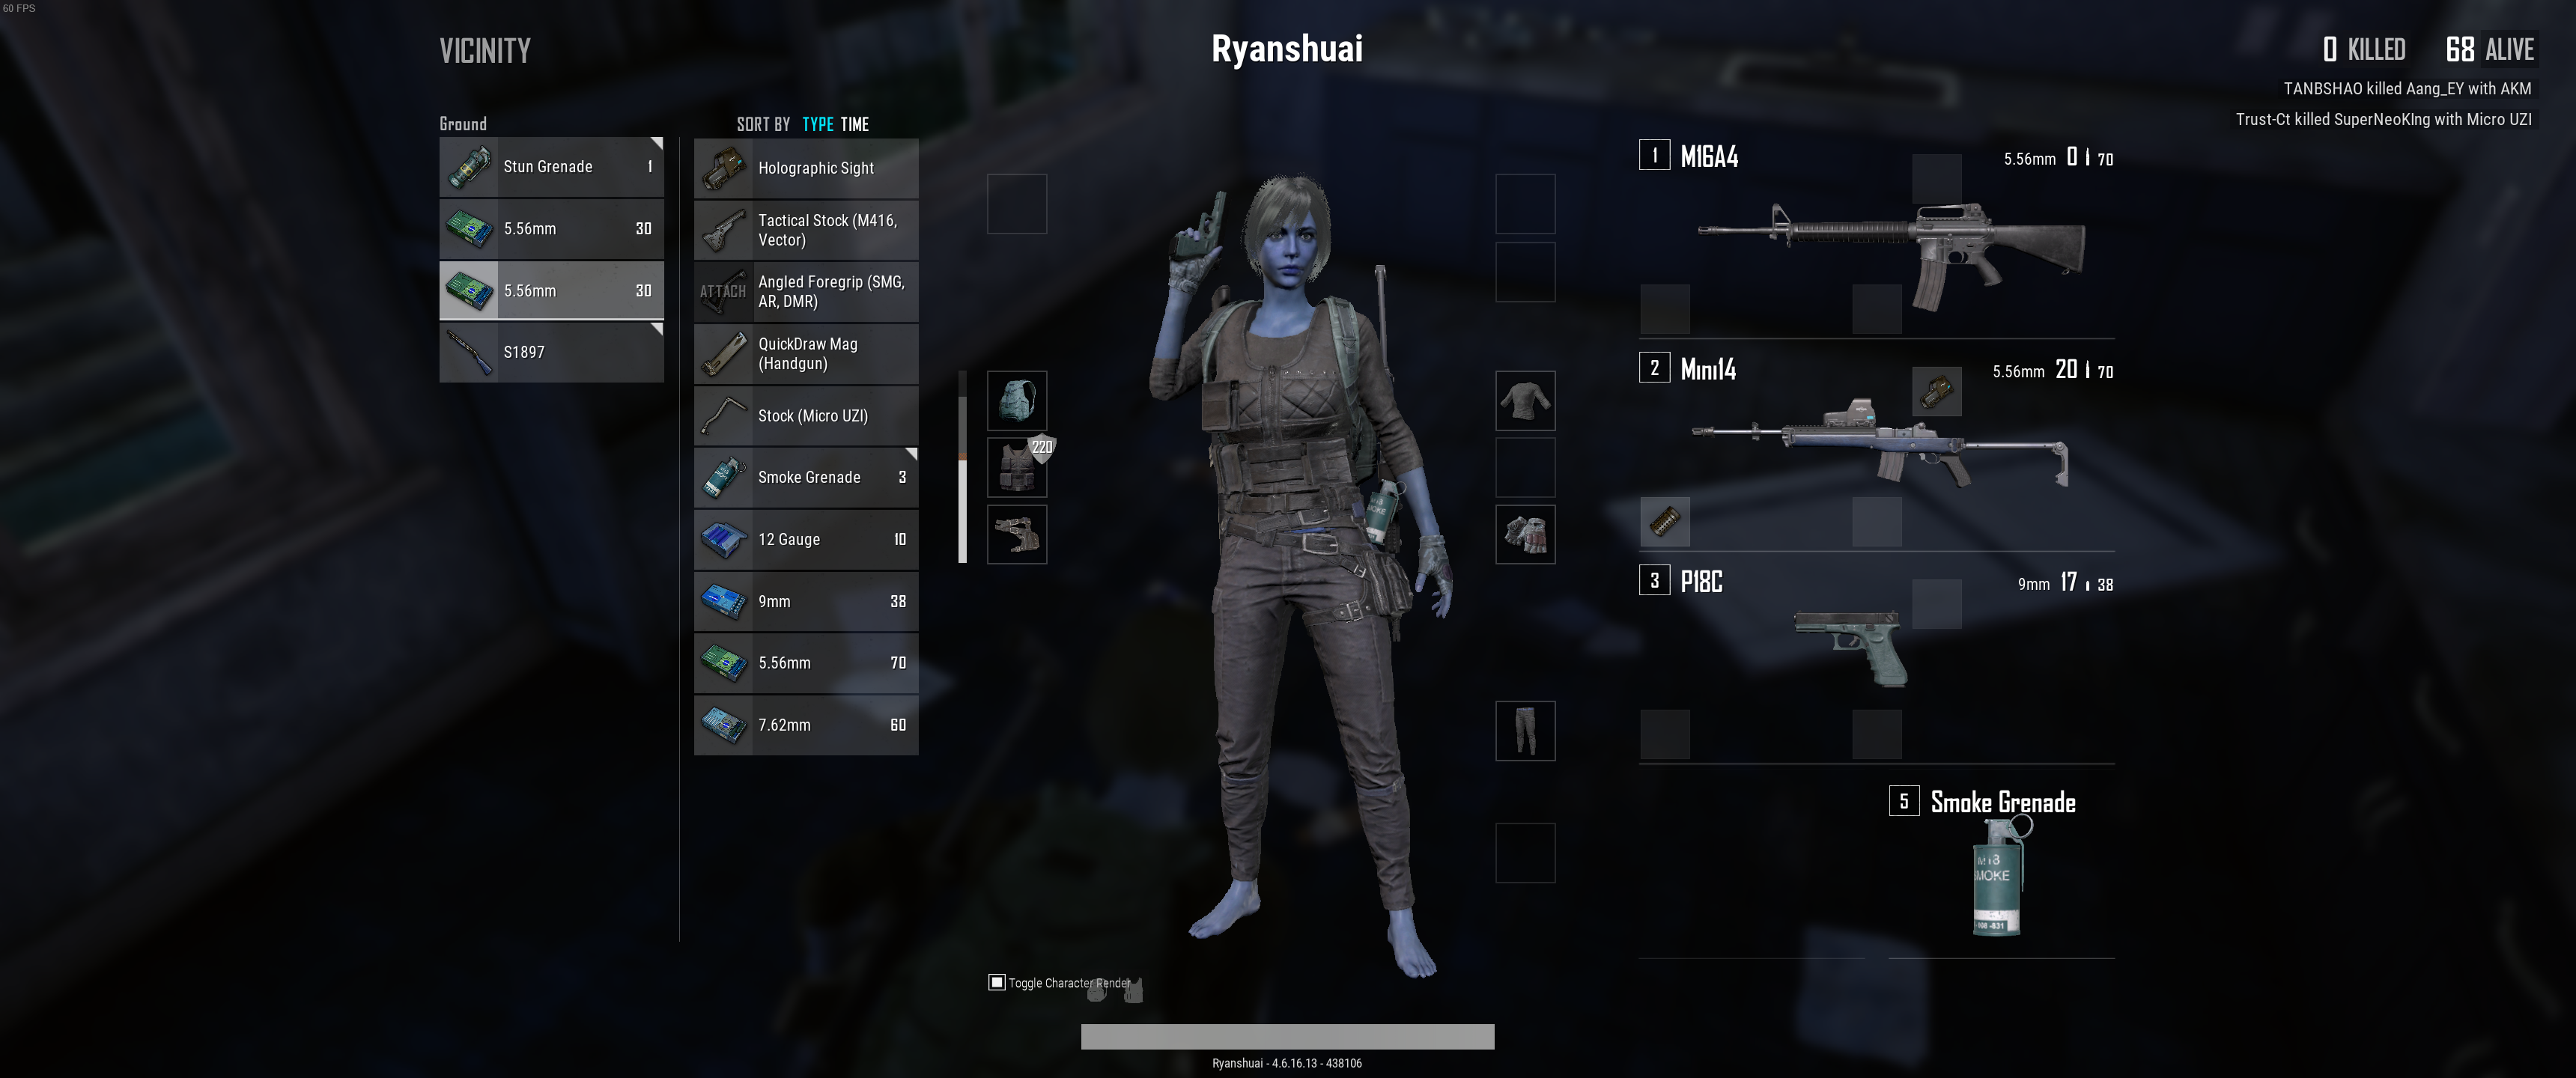 60 FPS
VICINITY
Ryanshuai
0 KILLED 68 ALIVE
TANBSHAO killed Aang_EY with AKM
Trust-Ct killed SuperNeoKIng with Micro UZI
Ground
SORT BY TYPE TIME
Stun Grenade 1
5.56mm 30
5.56mm 30
S1897
Holographic Sight
Tactical Stock (M416,
Vector)
ATTACH
Angled Foregrip (SMG,
AR, DMR)
QuickDraw Mag
(Handgun)
Stock (Micro UZI)
Smoke Grenade 3
12 Gauge 10
9mm 38
5.56mm 70
7.62mm 60
220
1 M16A4 5.56mm 0 70
2 Mini14 5.56mm 20 70
3 P18C 9mm 17 38
5 Smoke Grenade
M18
SMOKE
Toggle Character Render
Ryanshuai - 4.6.16.13 - 438106